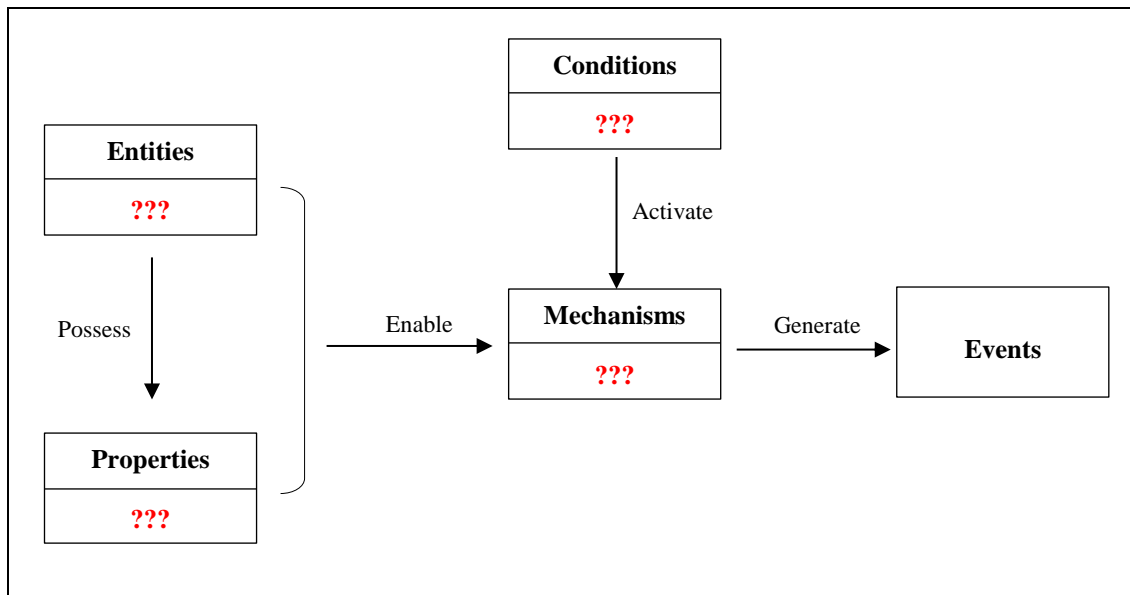 Conditions
???
Entities
???
Activate
Possess
Enable
Mechanisms
???
Generate
Events
Properties
???